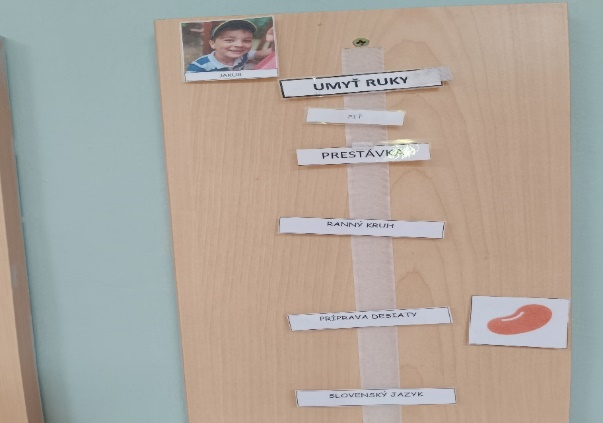 JAKUB
UMYŤ RUKY
PIŤ
PRESTÁVKA
RANNÝ KRUH
PRÍPRAVA DESIATY
SLOVENSKÝ JAZYK